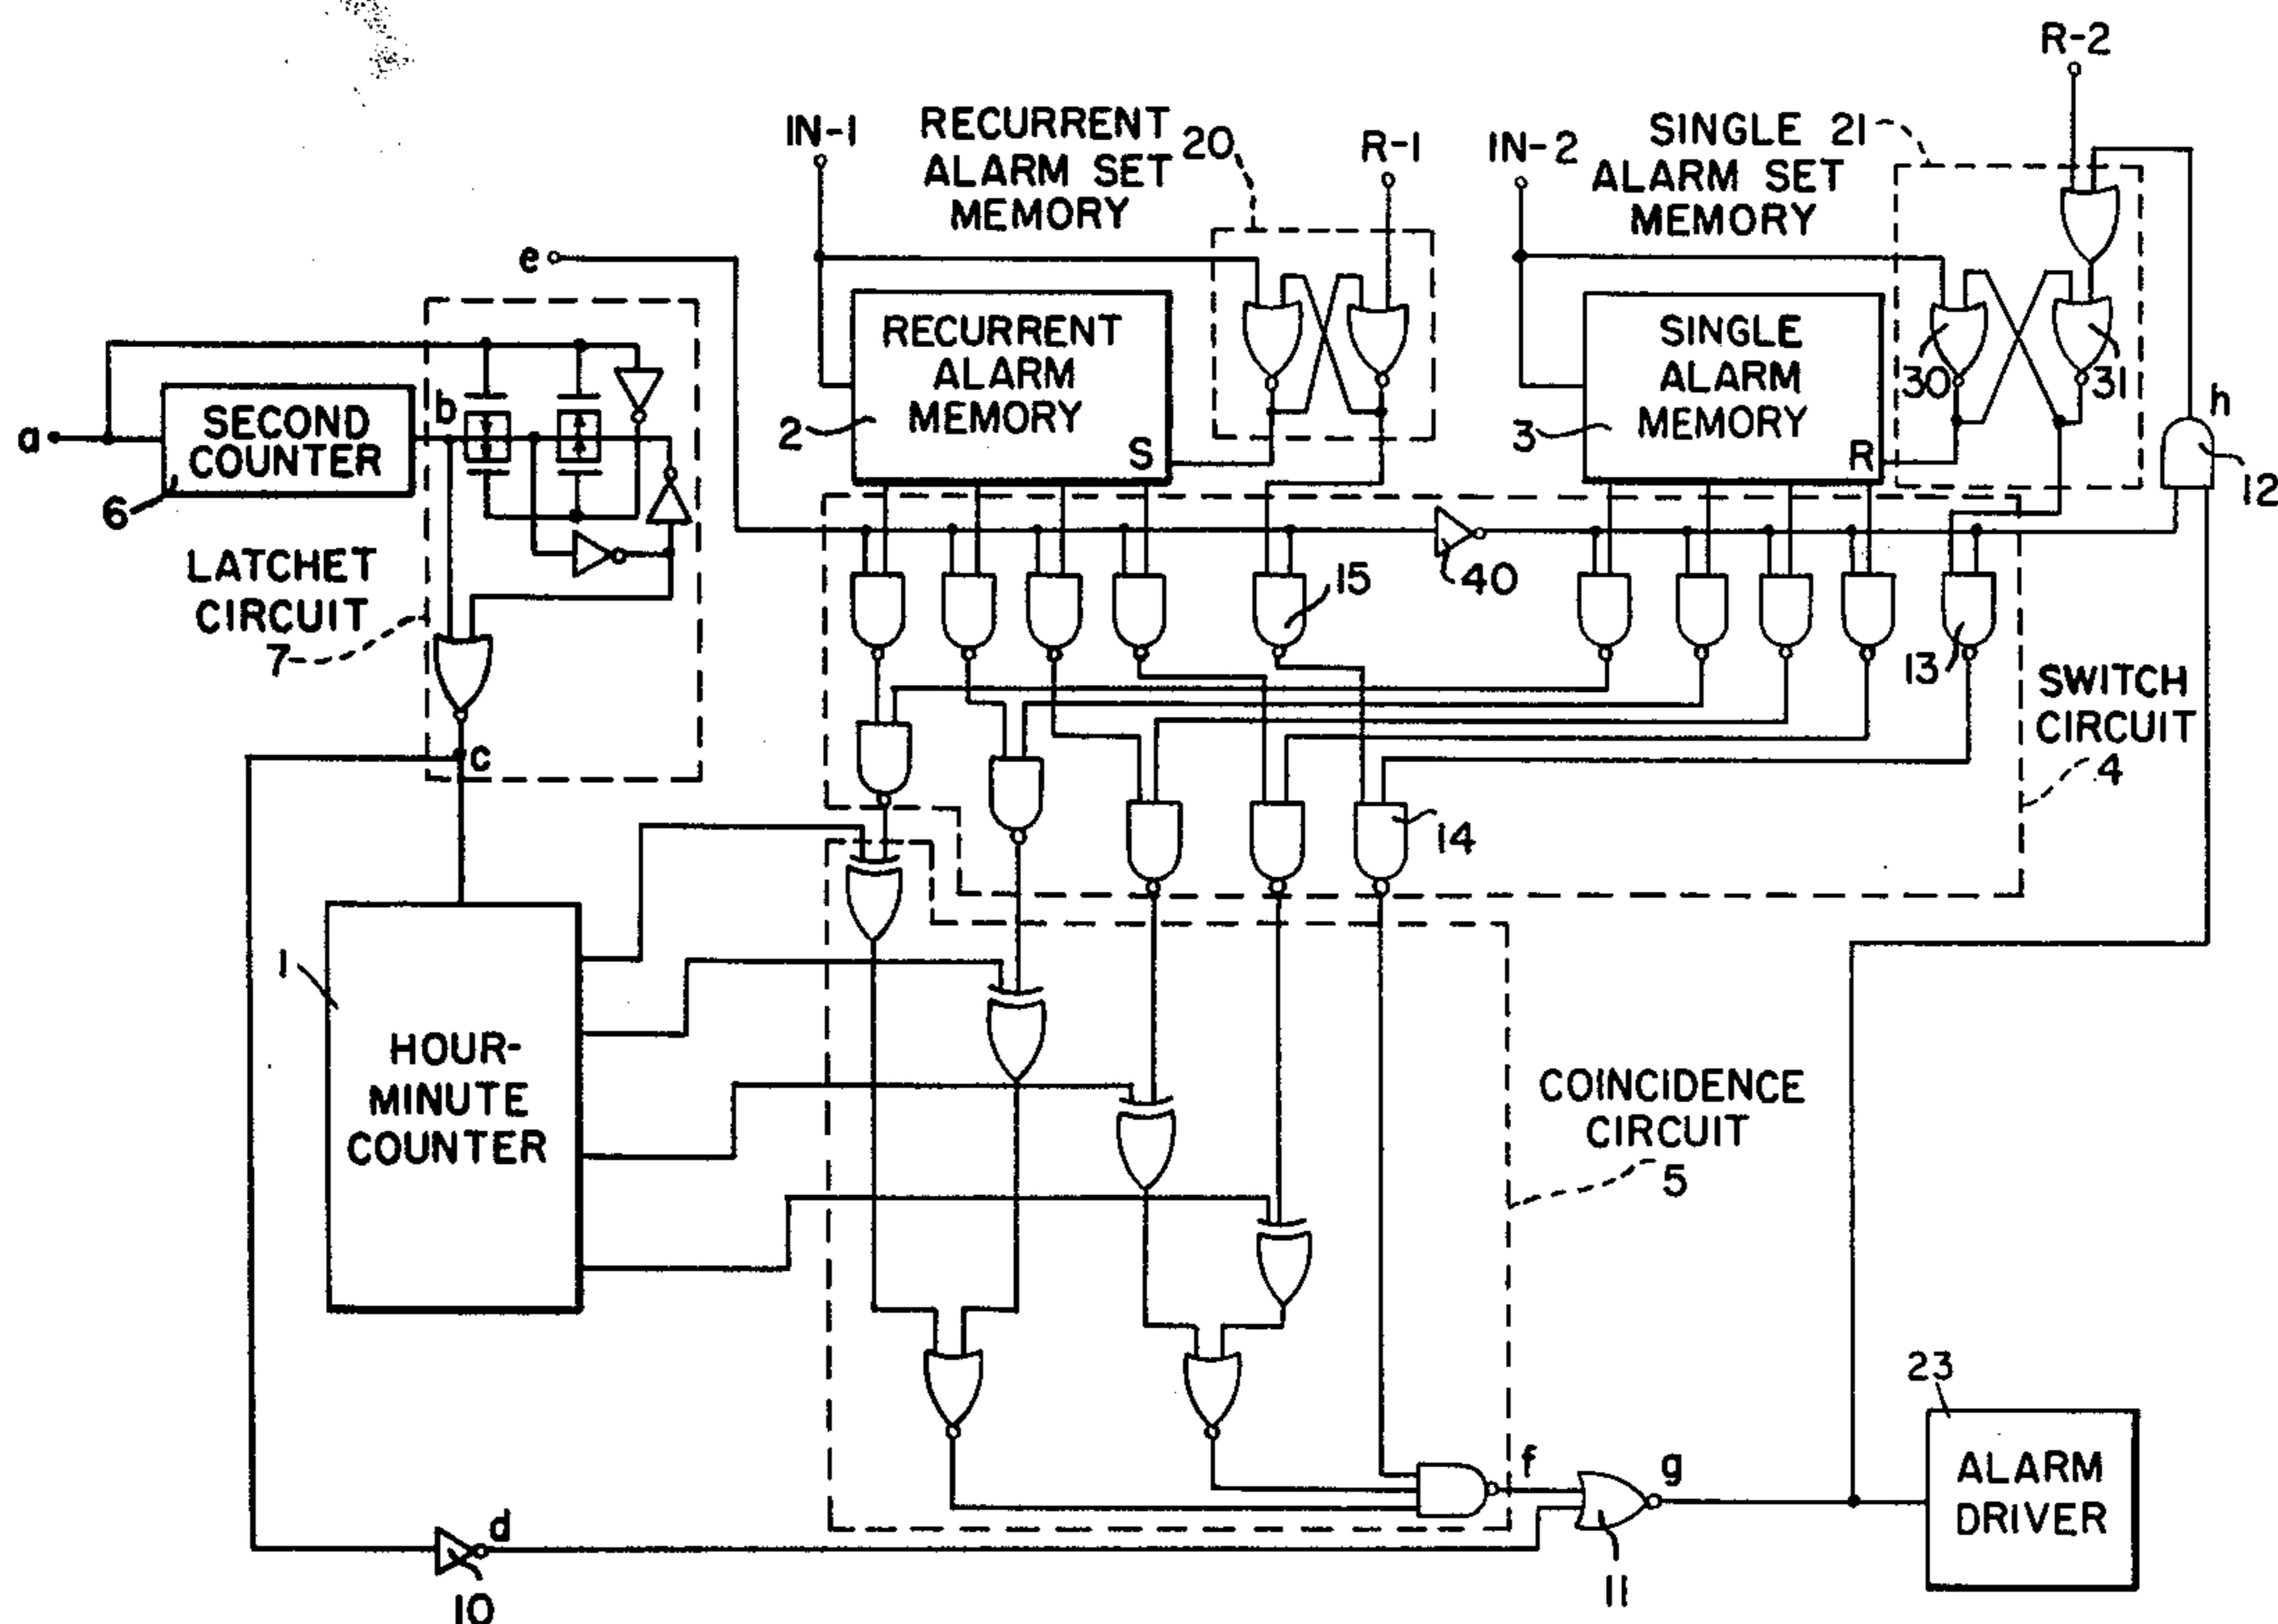 R-2
IN-1
RECURRENT
ALARM SET
MEMORY
20
R-1
IN-2
SINGLE 21
ALARM SET
MEMORY
e
RECURRENT
ALARM
MEMORY
2
S
SINGLE
ALARM
MEMORY
3
R
30
31
h
12
a
SECOND
COUNTER
6
b
LATCHET
CIRCUIT
7
c
15
40
13
SWITCH
CIRCUIT
4
14
1
HOUR-
MINUTE
COUNTER
COINCIDENCE
CIRCUIT
5
23
ALARM
DRIVER
f
g
11
d
10